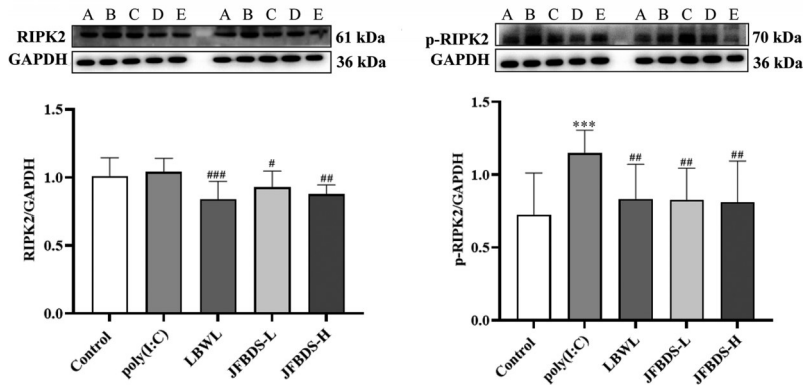 A B C D E A B C D E
RIPK2 61 kDa
GAPDH 36 kDa
1.5
1.0
0.5
0.0
RIPK2/GAPDH
###
#
##
Control
poly(I:C)
LBWL
JFBDS-L
JFBDS-H
A B C D E A B C D E
p-RIPK2 70 kDa
GAPDH 36 kDa
1.5
1.0
0.5
0.0
p-RIPK2/GAPDH
***
##
##
##
Control
poly(I:C)
LBWL
JFBDS-L
JFBDS-H